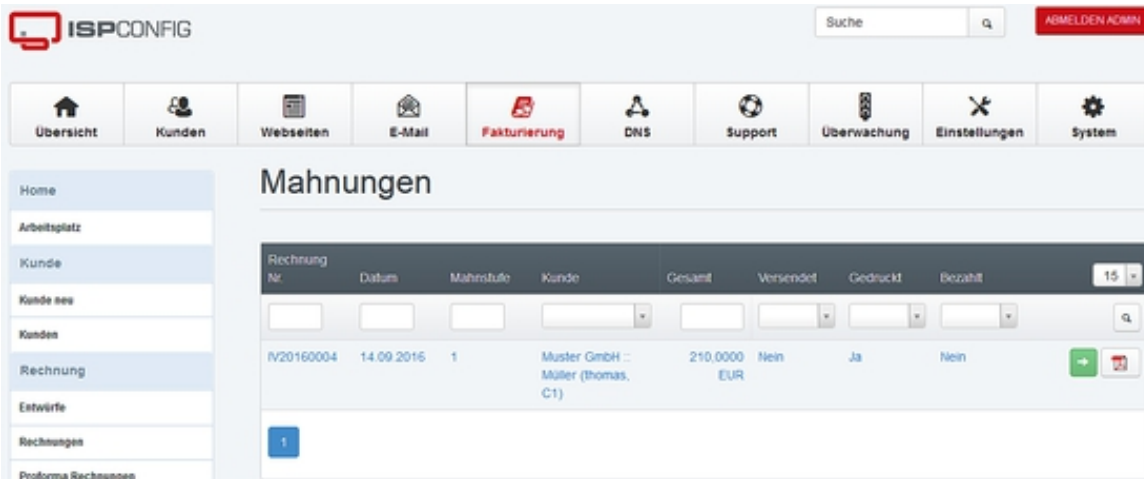 ISPCONFIG
Suche
ABMELDEN ADMIN
Übersicht
Kunden
Webseiten
E-Mail
Fakturierung
DNS
Support
Überwachung
Einstellungen
System
Home
Arbeitsplatz
Kunde
Kunde neu
Kunden
Rechnung
Entwürfe
Rechnungen
Proforma Rechnungen
Mahnungen
Rechnung
Nr.
Datum
Mahnstufe
Kunde
Gesamt
Versendet
Gedruckt
Bezahlt
15
IV20160004
14.09.2016
1
Muster GmbH ::
Müller (thomas,
C1)
210,0000
EUR
Nein
Ja
Nein
1